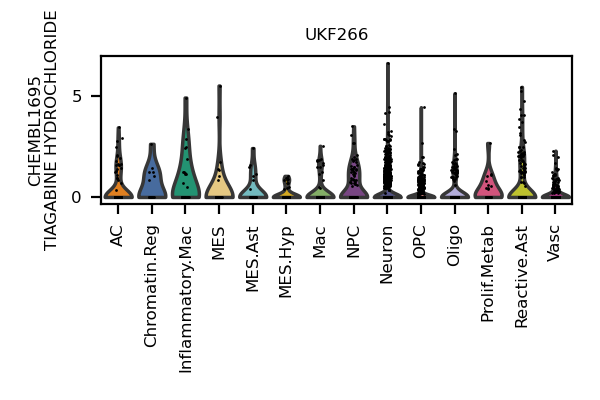 UKF266
CHEMBL1695
TIAGABINE HYDROCHLORIDE
5
0
AC
Chromatin.Reg
Inflammatory.Mac
MES
MES.Ast
MES.Hyp
Mac
NPC
Neuron
OPC
Oligo
Prolif.Metab
Reactive.Ast
Vasc